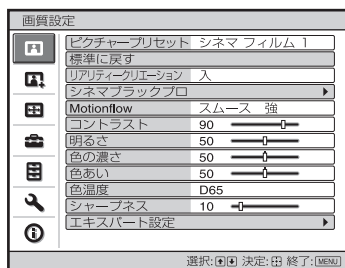 画質設定
ピクチャープリセット シネマ フィルム 1
標準に戻す
リアリティークリエーション 入
シネマブラックプロ
Motionflow スムース 強
コントラスト 90
明るさ 50
色の濃さ 50
色あい 50
色温度 D65
シャープネス 10
エキスパート設定
選択: 決定: 終了: MENU